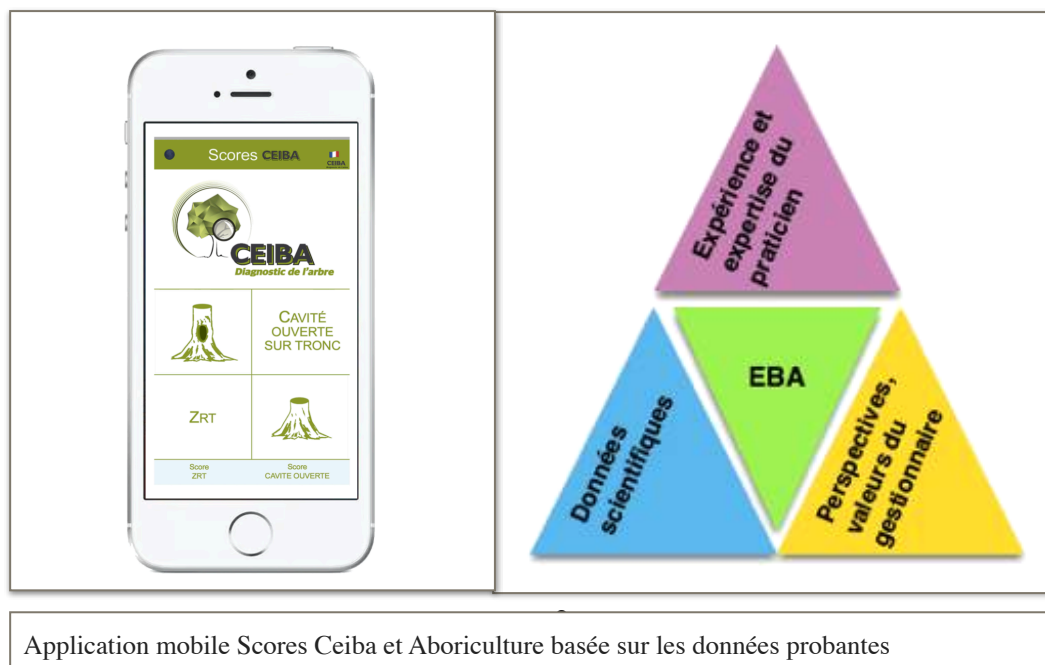 Scores CEIBA
CEIBA
CEIBA
Diagnostic de l'arbre
CAVITÉ
OUVERTE
SUR TRONC
ZRT
Score
ZRT
Score
CAVITE OUVERTE
Expérience et
expertise du
praticien
EBA
Données
scientifiques
Perspectives,
valeurs du
gestionnaire
Application mobile Scores Ceiba et Aboriculture basée sur les données probantes